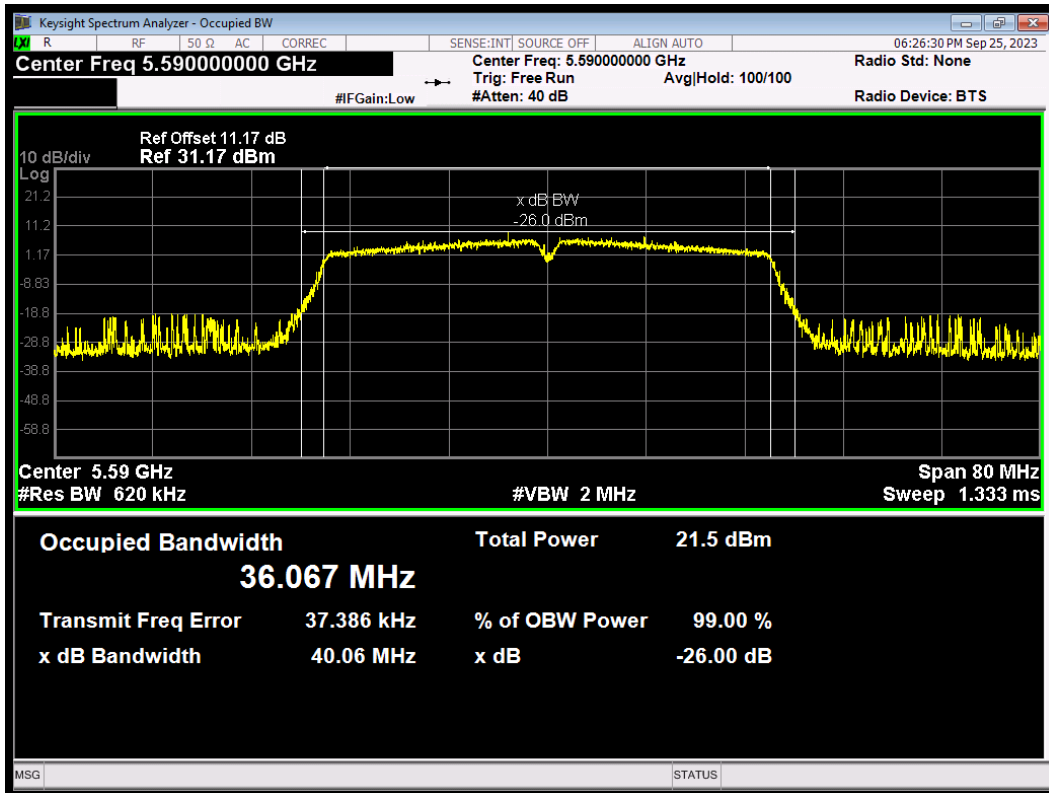 Keysight Spectrum Analyzer - Occupied BW
LXI R RF 50 Ω AC CORREC SENSE:INT SOURCE OFF ALIGN AUTO 06:26:30 PM Sep 25, 2023
Center Freq 5.590000000 GHz Center Freq: 5.590000000 GHz Radio Std: None
Trig: Free Run Avg|Hold: 100/100
#IFGain:Low #Atten: 40 dB Radio Device: BTS
Ref Offset 11.17 dB
10 dB/div Ref 31.17 dBm
Log
21.2
x dB BW
11.2
-26.0 dBm
1.17
-8.83
-18.8
-28.8
-38.8
-48.8
-58.8
Center 5.59 GHz Span 80 MHz
#Res BW 620 kHz #VBW 2 MHz Sweep 1.333 ms
Occupied Bandwidth Total Power 21.5 dBm
36.067 MHz
Transmit Freq Error 37.386 kHz % of OBW Power 99.00 %
x dB Bandwidth 40.06 MHz x dB -26.00 dB
MSG STATUS